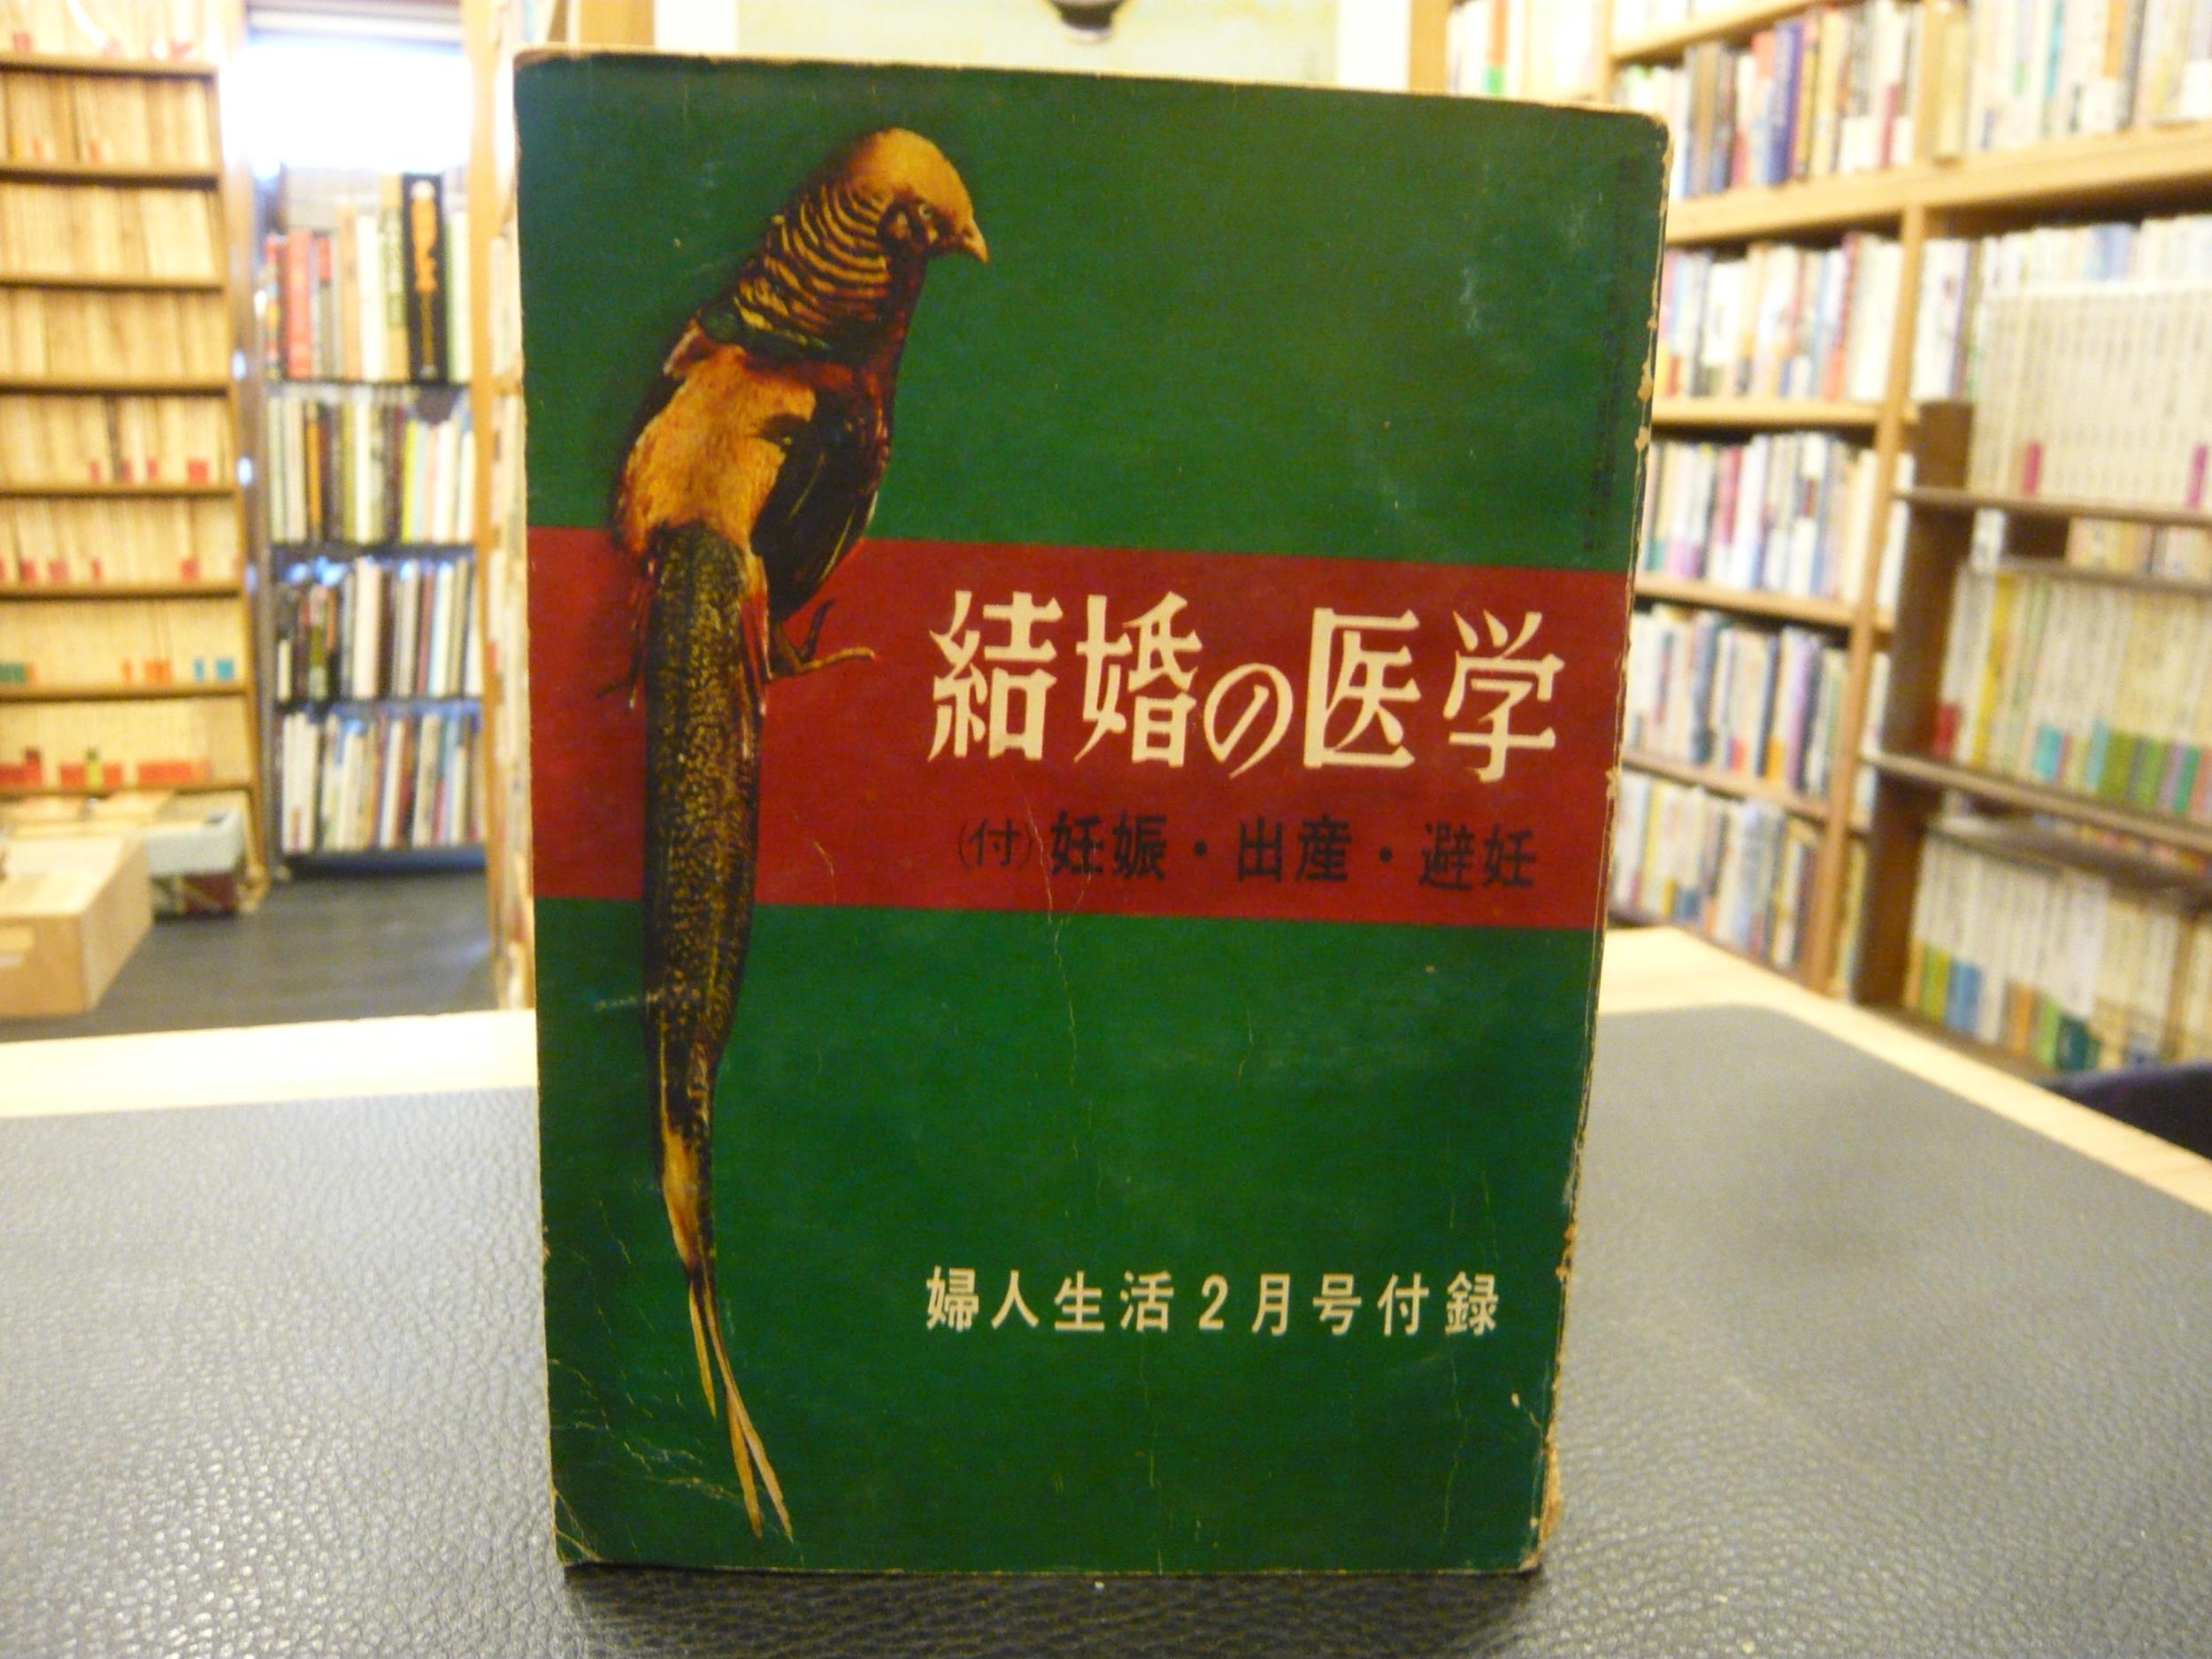 結婚の医学
(付)妊娠・出産・避妊
婦人生活2月号付録